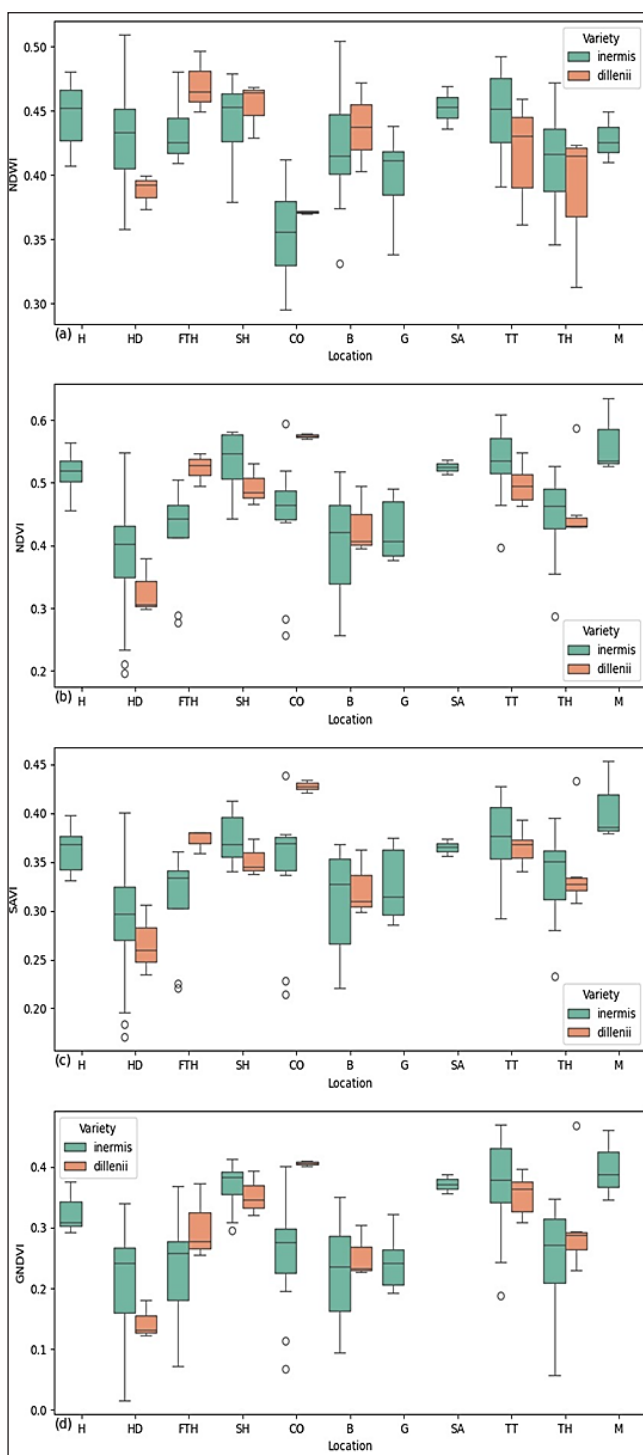 Variety
inermis
dillenii
0.50
0.45
0.40
0.35
0.30
NDWI
(a)
H HD FTH SH CO B G SA TT TH M
Location
0.6
0.5
0.4
0.3
0.2
NDVI
Variety
inermis
dillenii
(b)
H HD FTH SH CO B G SA TT TH M
Location
0.45
0.40
0.35
0.30
0.25
0.20
SAVI
Variety
inermis
dillenii
(c)
H HD FTH SH CO B G SA TT TH M
Location
Variety
inermis
dillenii
0.4
0.3
0.2
0.1
0.0
GNDVI
(d)
H HD FTH SH CO B G SA TT TH M
Location